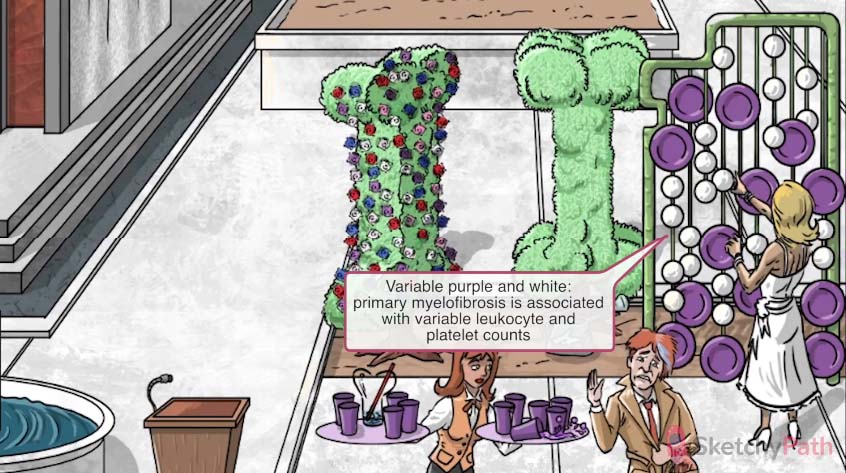 Variable purple and white:
primary myelofibrosis is associated
with variable leukocyte and
platelet counts
SketchyPath